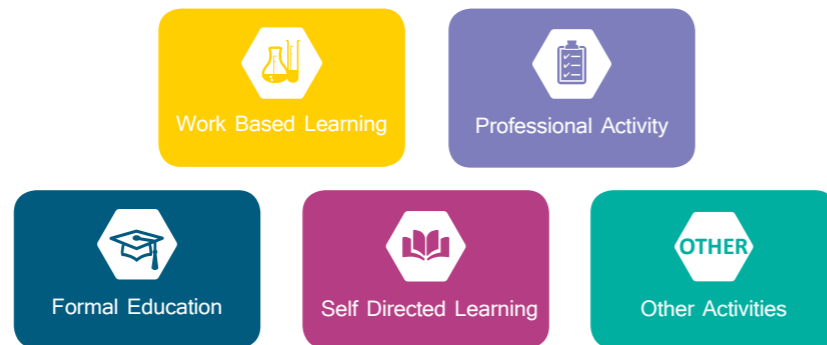 Work Based Learning
Professional Activity
Formal Education
Self Directed Learning
OTHER
Other Activities